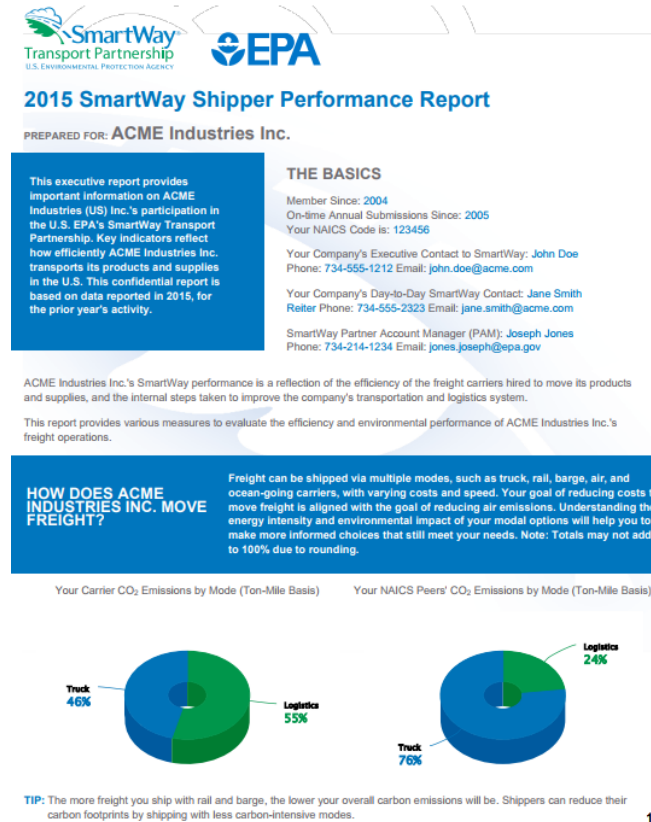 SmartWay
Transport Partnership
U.S. ENVIRONMENTAL PROTECTION AGENCY
EPA
2015 SmartWay Shipper Performance Report
PREPARED FOR: ACME Industries Inc.
This executive report provides
important information on ACME
Industries (US) Inc.'s participation in
the U.S. EPA's SmartWay Transport
Partnership. Key indicators reflect
how efficiently ACME Industries Inc.
transports its products and supplies
in the U.S. This confidential report is
based on data reported in 2015, for
the prior year's activity.
THE BASICS
Member Since: 2004
On-time Annual Submissions Since: 2005
Your NAICS Code is: 123456
Your Company's Executive Contact to SmartWay: John Doe
Phone: 734-555-1212 Email: john.doe@acme.com
Your Company's Day-to-Day SmartWay Contact: Jane Smith
Reiter Phone: 734-555-2323 Email: jane.smith@acme.com
SmartWay Partner Account Manager (PAM): Joseph Jones
Phone: 734-214-1234 Email: jones.joseph@epa.gov
ACME Industries Inc.'s SmartWay performance is a reflection of the efficiency of the freight carriers hired to move its products
and supplies, and the internal steps taken to improve the company's transportation and logistics system.
This report provides various measures to evaluate the efficiency and environmental performance of ACME Industries Inc.'s
freight operations.
HOW DOES ACME
INDUSTRIES INC. MOVE
FREIGHT?
Freight can be shipped via multiple modes, such as truck, rail, barge, air, and
ocean-going carriers, with varying costs and speed. Your goal of reducing costs t
move freight is aligned with the goal of reducing air emissions. Understanding the
energy intensity and environmental impact of your modal options will help you to
make more informed choices that still meet your needs. Note: Totals may not add
to 100% due to rounding.
Your Carrier CO₂ Emissions by Mode (Ton-Mile Basis)
Truck
46%
Logistics
55%
Your NAICS Peers' CO₂ Emissions by Mode (Ton-Mile Basis)
Logistics
24%
Truck
76%
TIP: The more freight you ship with rail and barge, the lower your overall carbon emissions will be. Shippers can reduce their
carbon footprints by shipping with less carbon-intensive modes.
1